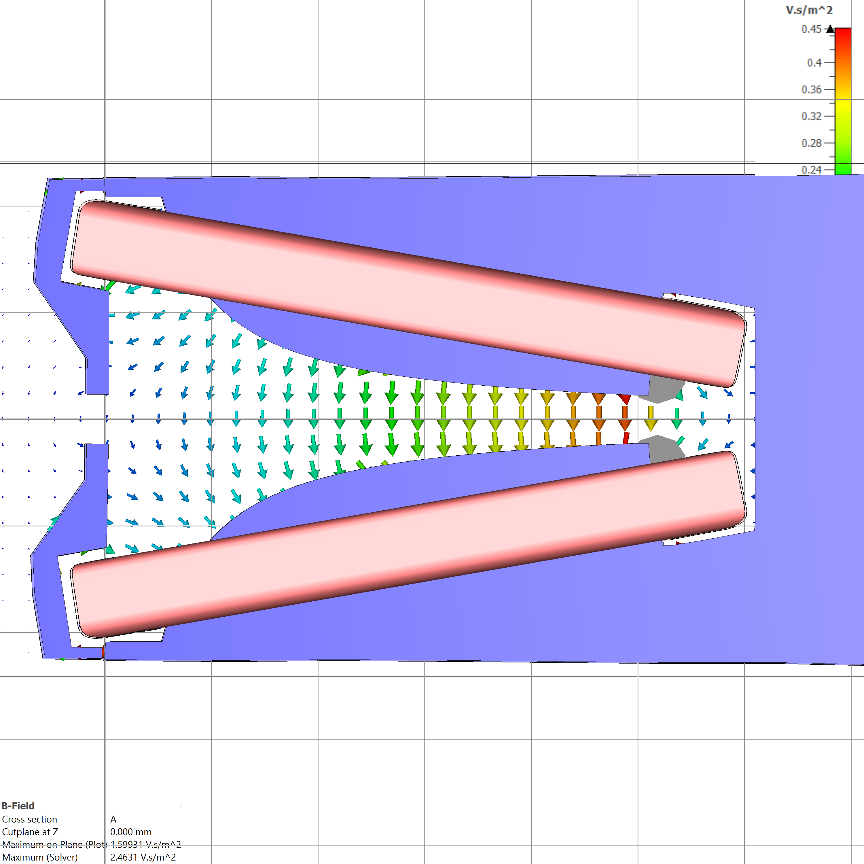 V.s/m^2
0.45
0.4
0.36
0.32
0.28
0.24
B-Field
Cross section A
Cutplane at Z 0.000 mm
Maximum on Plane (Plot) 1.59931 V.s/m^2
Maximum (Solver) 2.4631 V.s/m^2